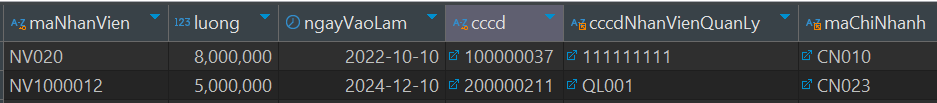 A-Z maNhanVien 123 luong ngayVaoLam A-Z cccd A-Z cccdNhanVienQuanLy A-Z maChiNhanh
NV020 8,000,000 2022-10-10 100000037 111111111 CN010
NV1000012 5,000,000 2024-12-10 200000211 QL001 CN023